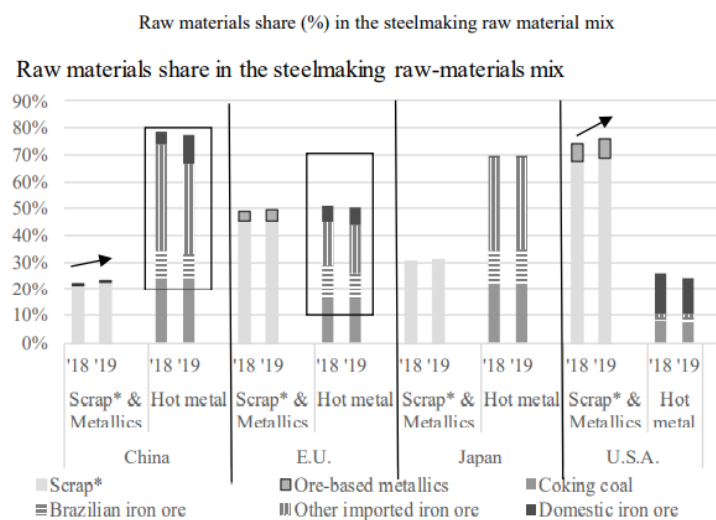 Raw materials share (%) in the steelmaking raw material mix
Raw materials share in the steelmaking raw-materials mix
90%
80%
70%
60%
50%
40%
30%
20%
10%
0%
'18 '19 '18 '19 '18 '19 '18 '19 '18 '19 '18 '19 '18 '19 '18 '19
Scrap* & Hot metal Scrap* & Hot metal Scrap* & Hot metal Scrap* & Hot
Metallics Metallics Metallics Metallics metal
China E.U. Japan U.S.A.
Scrap* Ore-based metallics Coking coal
Brazilian iron ore Other imported iron ore Domestic iron ore